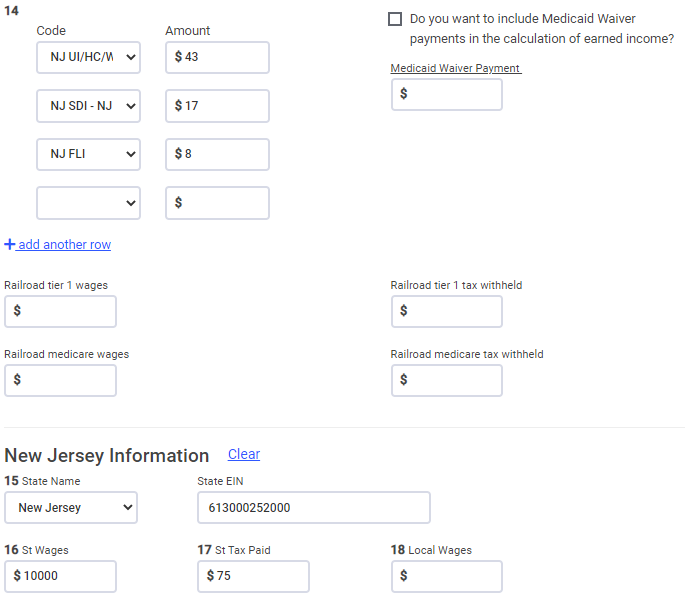 14
Code
Amount
NJ UI/HC/W
$ 43
NJ SDI - NJ
$ 17
NJ FLI
$ 8
$
+ add another row
Do you want to include Medicaid Waiver
payments in the calculation of earned income?
Medicaid Waiver Payment
$
Railroad tier 1 wages
$
Railroad tier 1 tax withheld
$
Railroad medicare wages
$
Railroad medicare tax withheld
$
New Jersey Information Clear
15 State Name
New Jersey
State EIN
613000252000
16 St Wages
$ 10000
17 St Tax Paid
$ 75
18 Local Wages
$